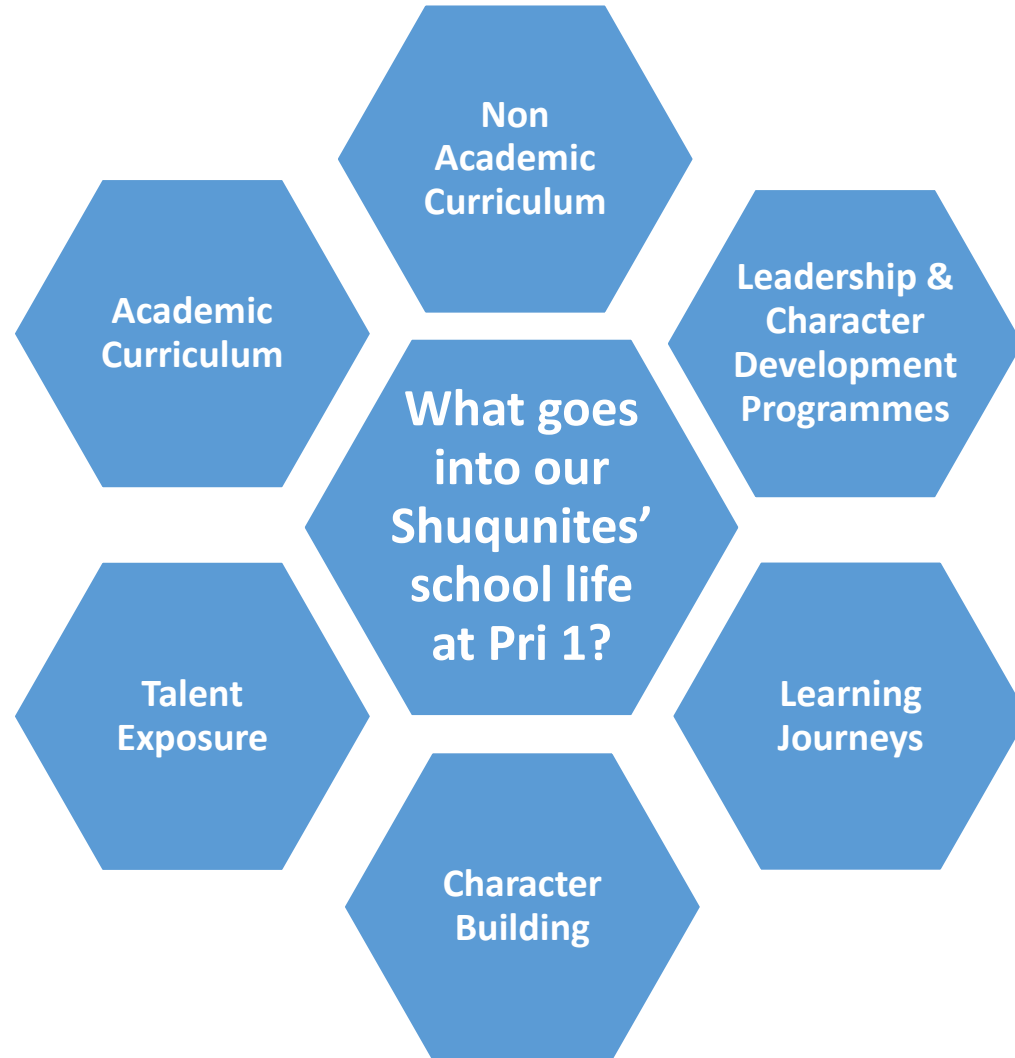 Non
Academic
Curriculum
Academic
Curriculum
Leadership &
Character
Development
Programmes
What goes
into our
Shuqunites’
school life
at Pri 1?
Talent
Exposure
Learning
Journeys
Character
Building